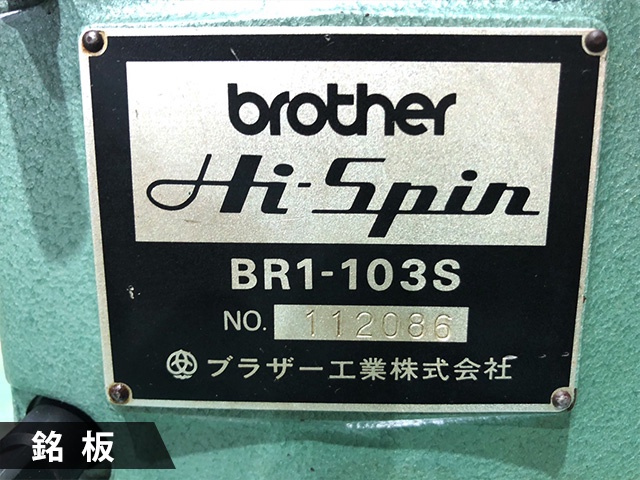 brother
Hi-Spin
BR1-103S
NO. 112086
ブラザー工業株式会社
銘板